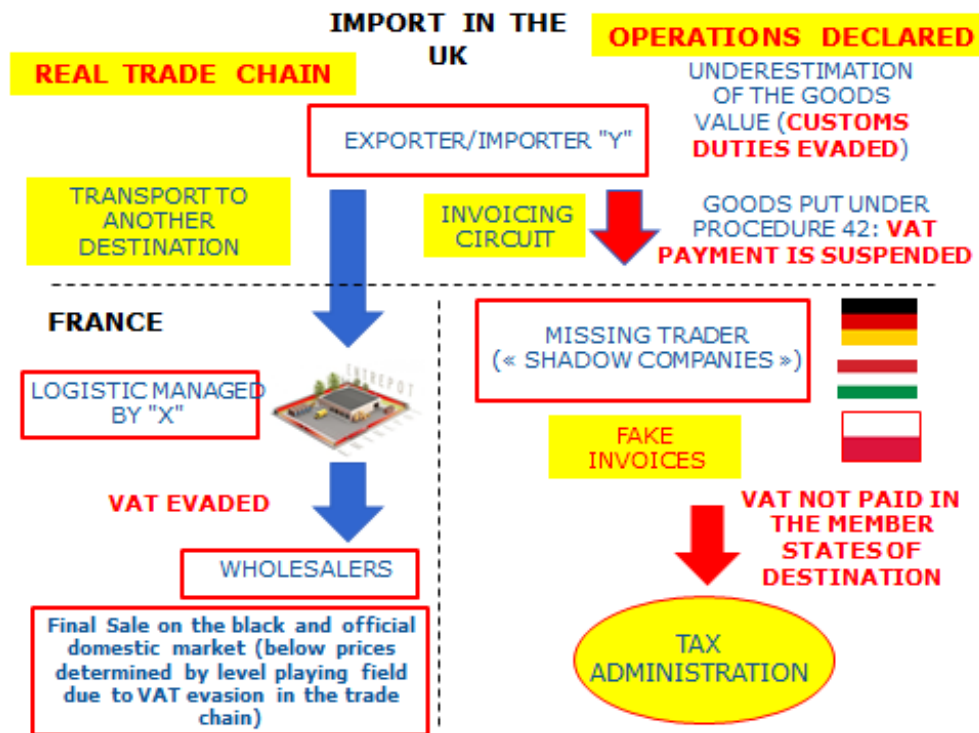 IMPORT IN THE
UK
OPERATIONS DECLARED
REAL TRADE CHAIN
UNDERESTIMATION
OF THE GOODS
VALUE (CUSTOMS
DUTIES EVADED)
EXPORTER/IMPORTER "Y"
TRANSPORT TO
ANOTHER
DESTINATION
INVOICING
CIRCUIT
GOODS PUT UNDER
PROCEDURE 42: VAT
PAYMENT IS SUSPENDED
FRANCE
MISSING TRADER
(« SHADOW COMPANIES »)
LOGISTIC MANAGED
BY "X"
ENTREPOT
FAKE
INVOICES
VAT EVADED
VAT NOT PAID IN
THE MEMBER
STATES OF
DESTINATION
WHOLESALERS
Final Sale on the black and official
domestic market (below prices
determined by level playing field
due to VAT evasion in the trade
chain)
TAX
ADMINISTRATION